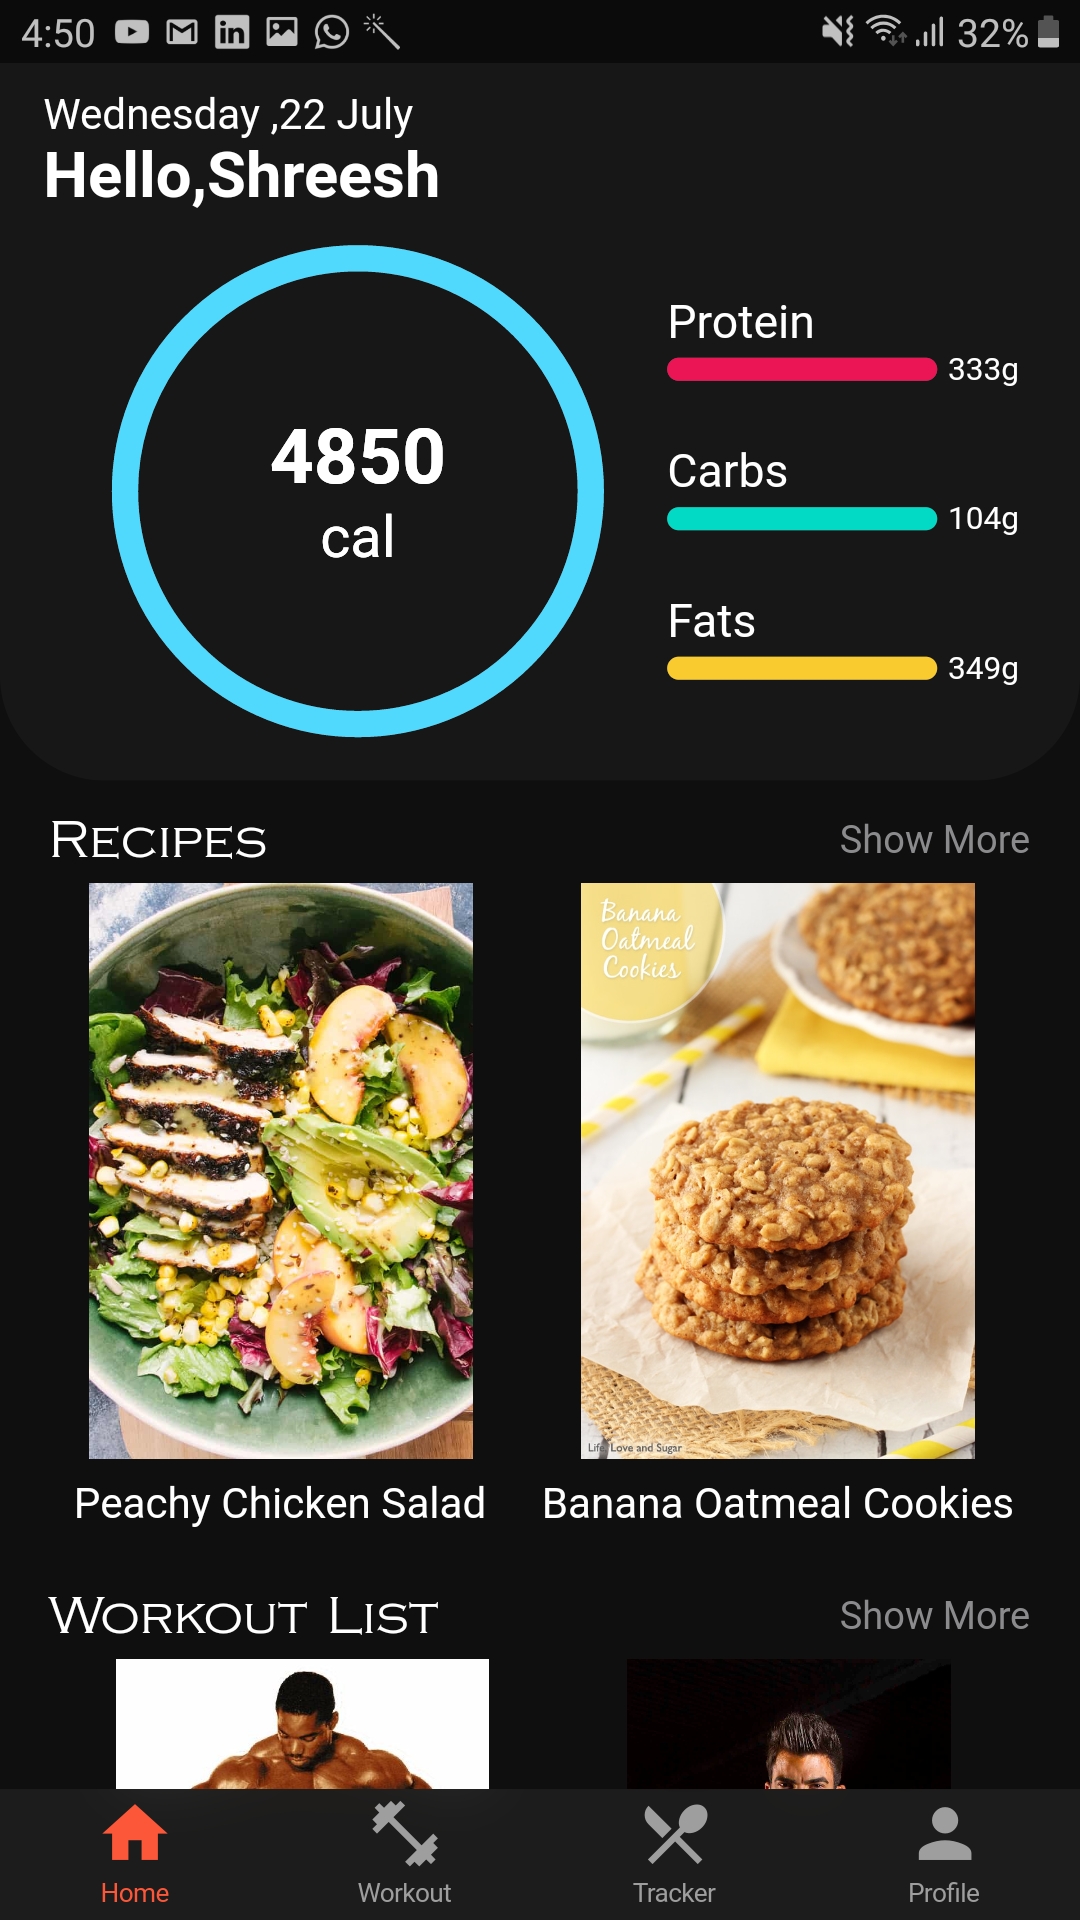 4:50
32%
Wednesday ,22 July
Hello,Shreesh
4850
cal
Protein
333g
Carbs
104g
Fats
349g
Recipes
Show More
Banana
Oatmeal
Cookies
Life, Love and Sugar
Peachy Chicken Salad
Banana Oatmeal Cookies
Workout List
Show More
Home
Workout
Tracker
Profile